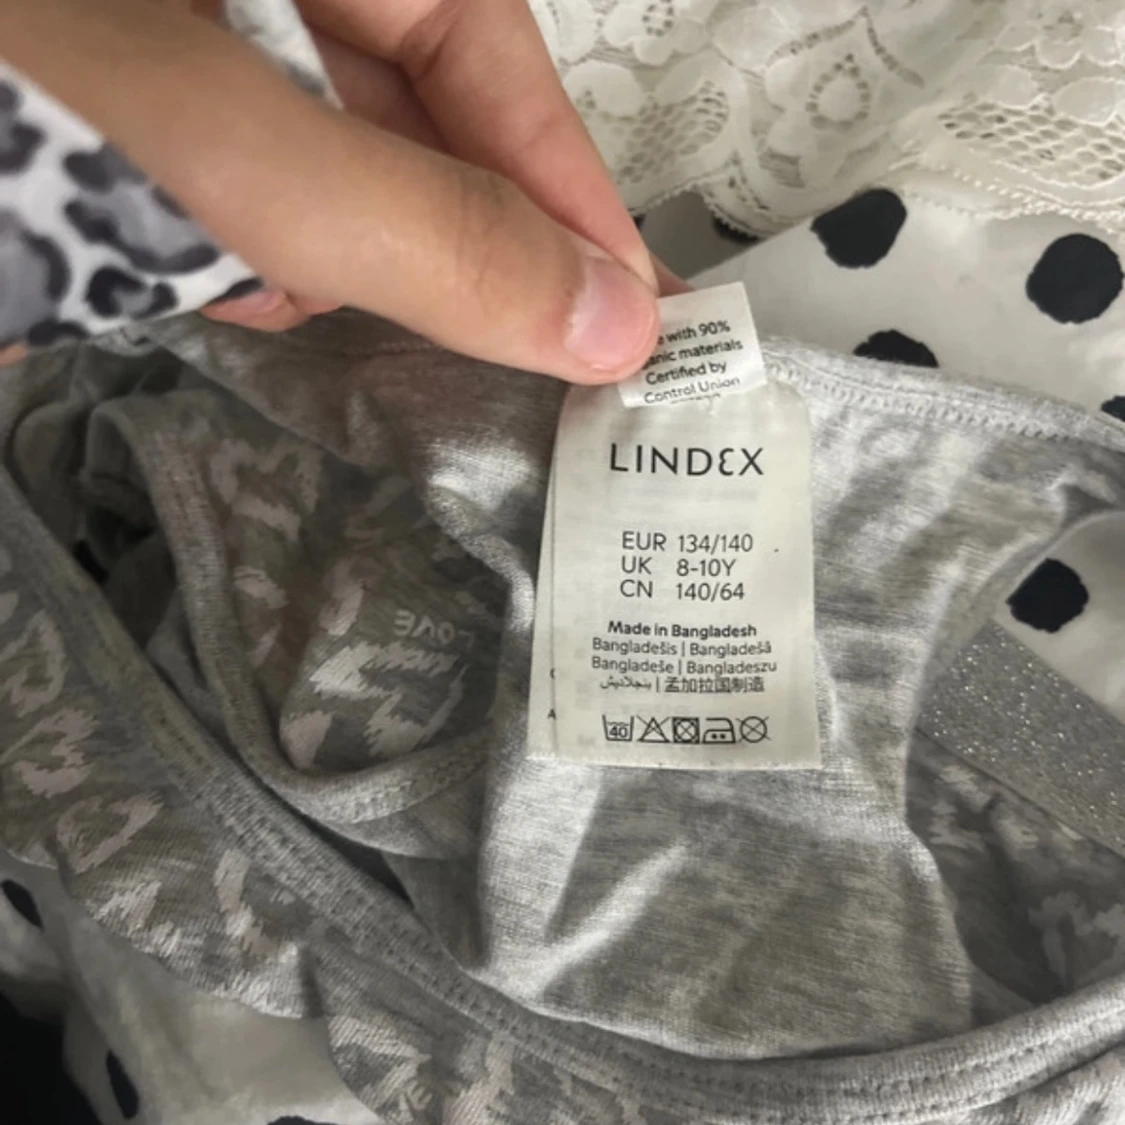 with 90%
materials
Certified by
Control Union
LINDEX
EUR 134/140
UK 8-10Y
CN 140/64
Made in Bangladesh
Bangladešis | Bangladešā
Bangladeše | Bangladeszu
بنجلاديش | 孟加拉国制造
40
LOVE
A